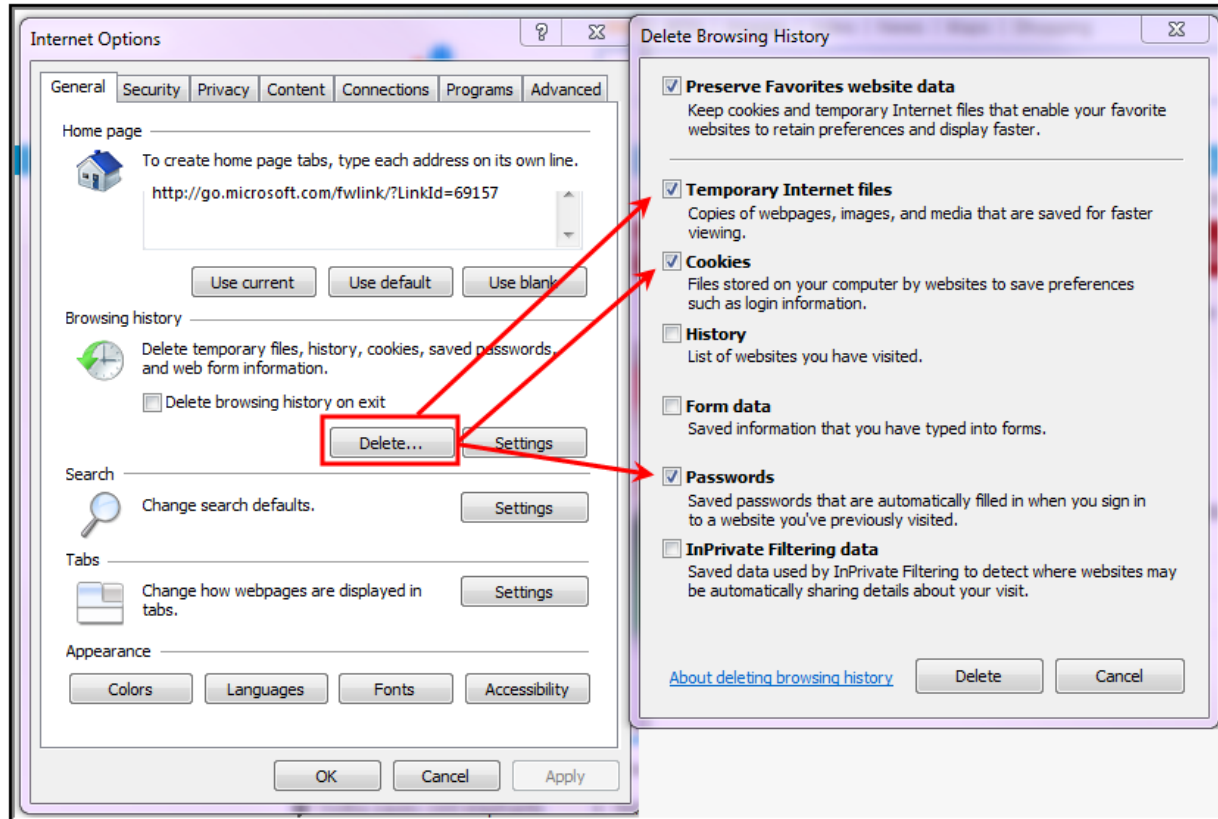 Internet Options
General Security Privacy Content Connections Programs Advanced
Home page
To create home page tabs, type each address on its own line.
http://go.microsoft.com/fwlink/?LinkId=69157
Use current Use default Use blank
Browsing history
Delete temporary files, history, cookies, saved passwords,
and web form information.
Delete browsing history on exit
Delete... Settings
Search
Change search defaults.
Settings
Tabs
Change how webpages are displayed in
tabs.
Settings
Appearance
Colors Languages Fonts Accessibility
OK Cancel Apply
Delete Browsing History
Preserve Favorites website data
Keep cookies and temporary Internet files that enable your favorite
websites to retain preferences and display faster.
Temporary Internet files
Copies of webpages, images, and media that are saved for faster
viewing.
Cookies
Files stored on your computer by websites to save preferences
such as login information.
History
List of websites you have visited.
Form data
Saved information that you have typed into forms.
Passwords
Saved passwords that are automatically filled in when you sign in
to a website you've previously visited.
InPrivate Filtering data
Saved data used by InPrivate Filtering to detect where websites may
be automatically sharing details about your visit.
About deleting browsing history Delete Cancel